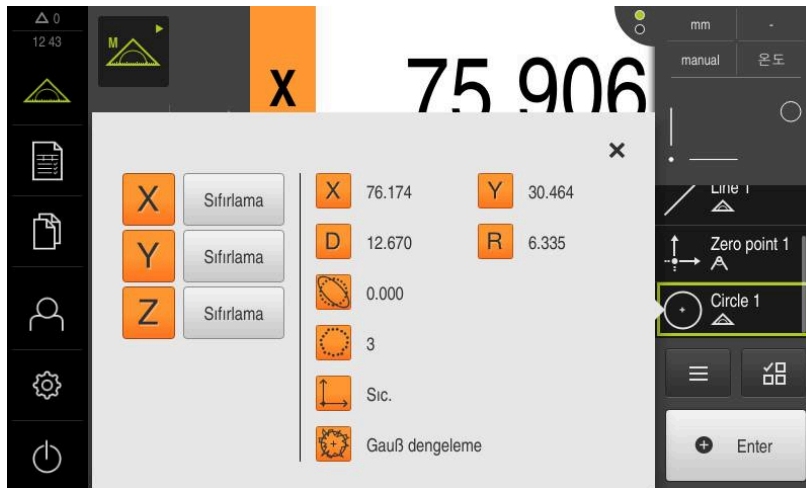 0
12 43
M
X
75.906
mm
-
manual
온도
X
Sıfırlama
Y
Sıfırlama
Z
Sıfırlama
X
76.174
Y
30.464
D
12.670
R
6.335
0.000
3
Sıc.
Gauß dengeleme
Line 1
Zero point 1
Circle 1
Enter